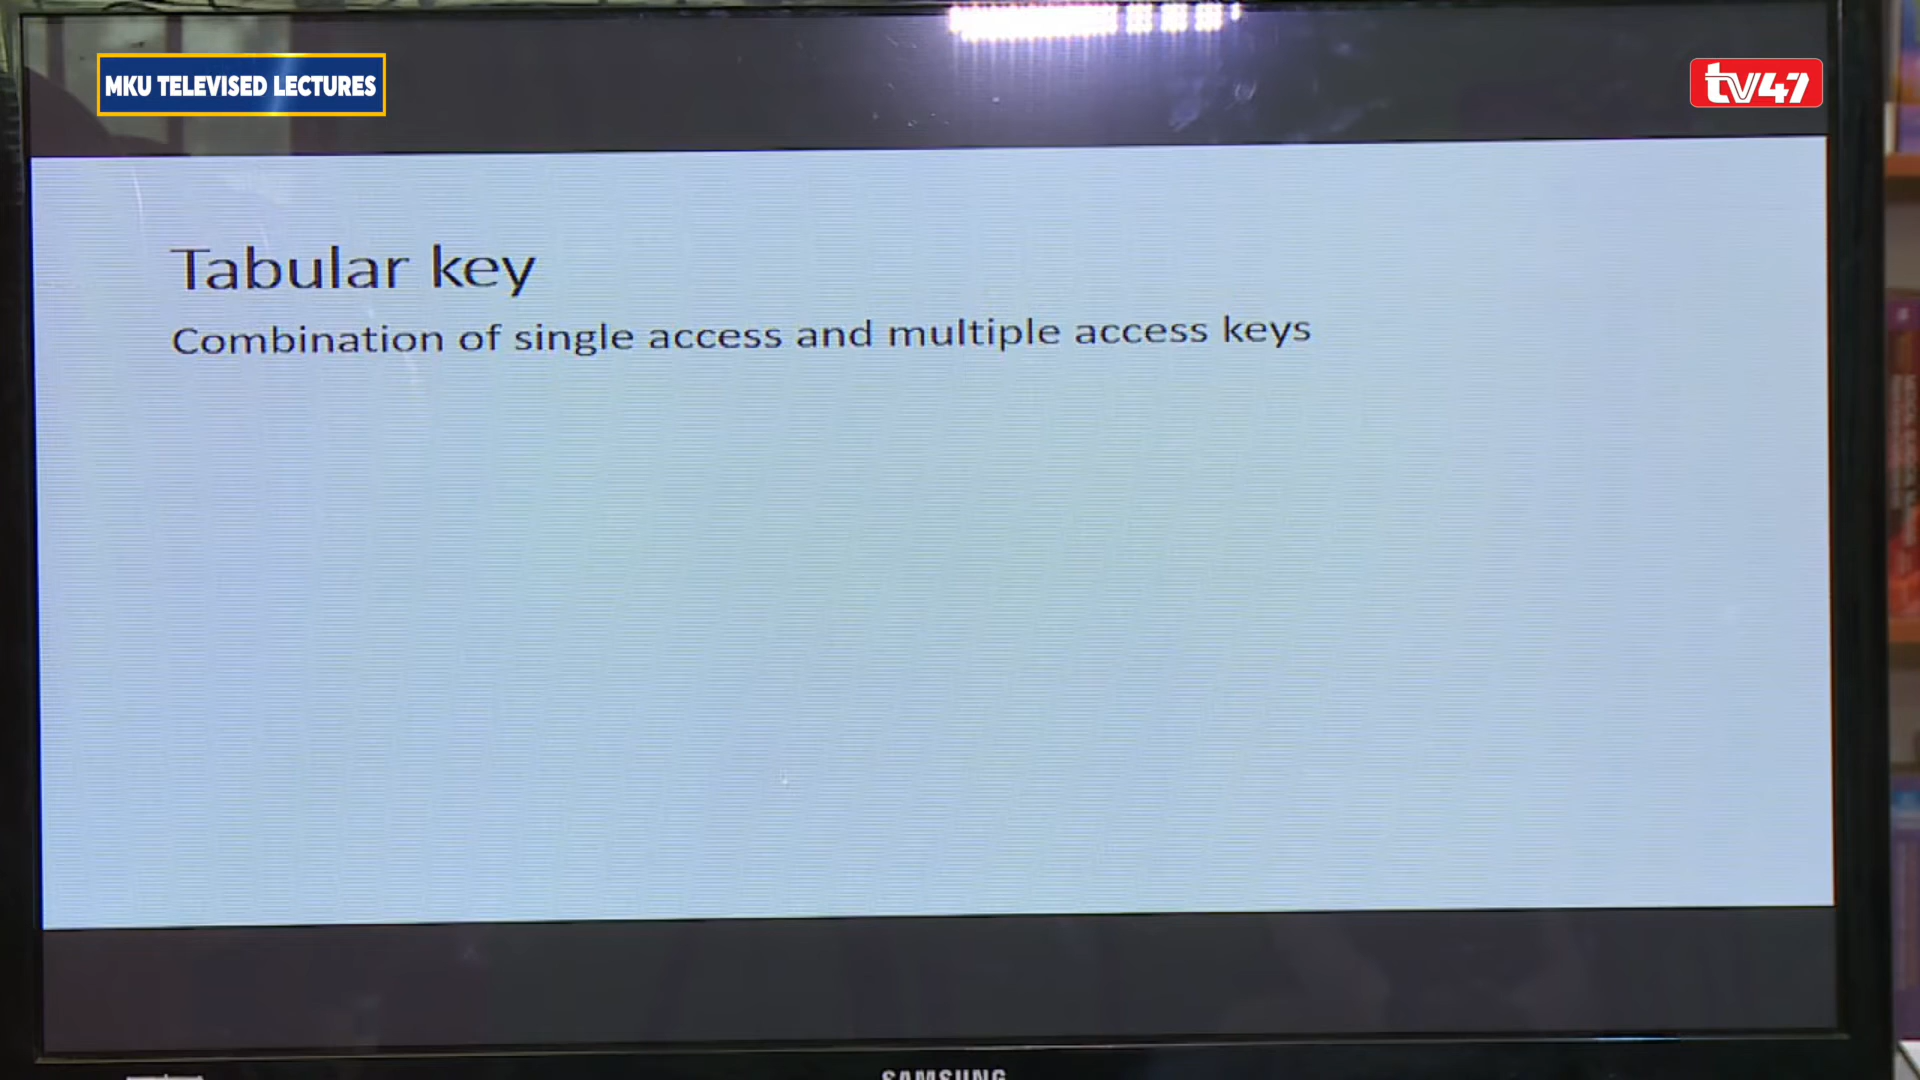 MKU TELEVISED LECTURES
tv47
Tabular key
Combination of single access and multiple access keys
SAMSUNG